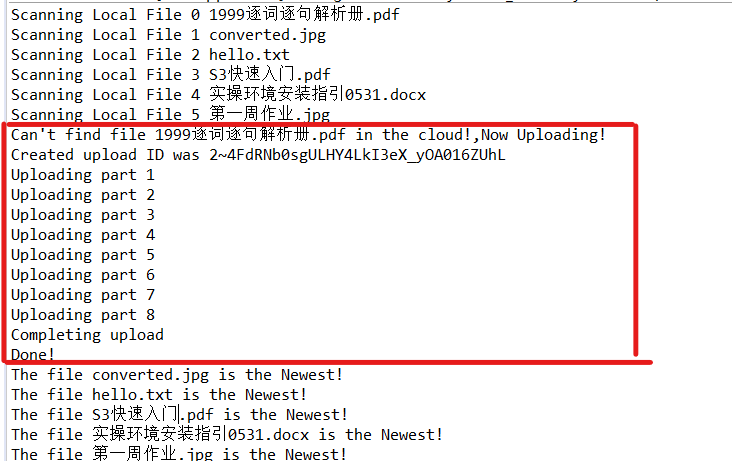 Scanning Local File 0 1999逐词逐句解析册.pdf
Scanning Local File 1 converted.jpg
Scanning Local File 2 hello.txt
Scanning Local File 3 S3快速入门.pdf
Scanning Local File 4 实操环境安装指引0531.docx
Scanning Local File 5 第一周作业.jpg
Can't find file 1999逐词逐句解析册.pdf in the cloud!,Now Uploading!
Created upload ID was 2~4FdRNb0sgULHY4LkI3eX_yOA016ZUhL
Uploading part 1
Uploading part 2
Uploading part 3
Uploading part 4
Uploading part 5
Uploading part 6
Uploading part 7
Uploading part 8
Completing upload
Done!
The file converted.jpg is the Newest!
The file hello.txt is the Newest!
The file S3快速入门.pdf is the Newest!
The file 实操环境安装指引0531.docx is the Newest!
The file 第一周作业.jpg is the Newest!